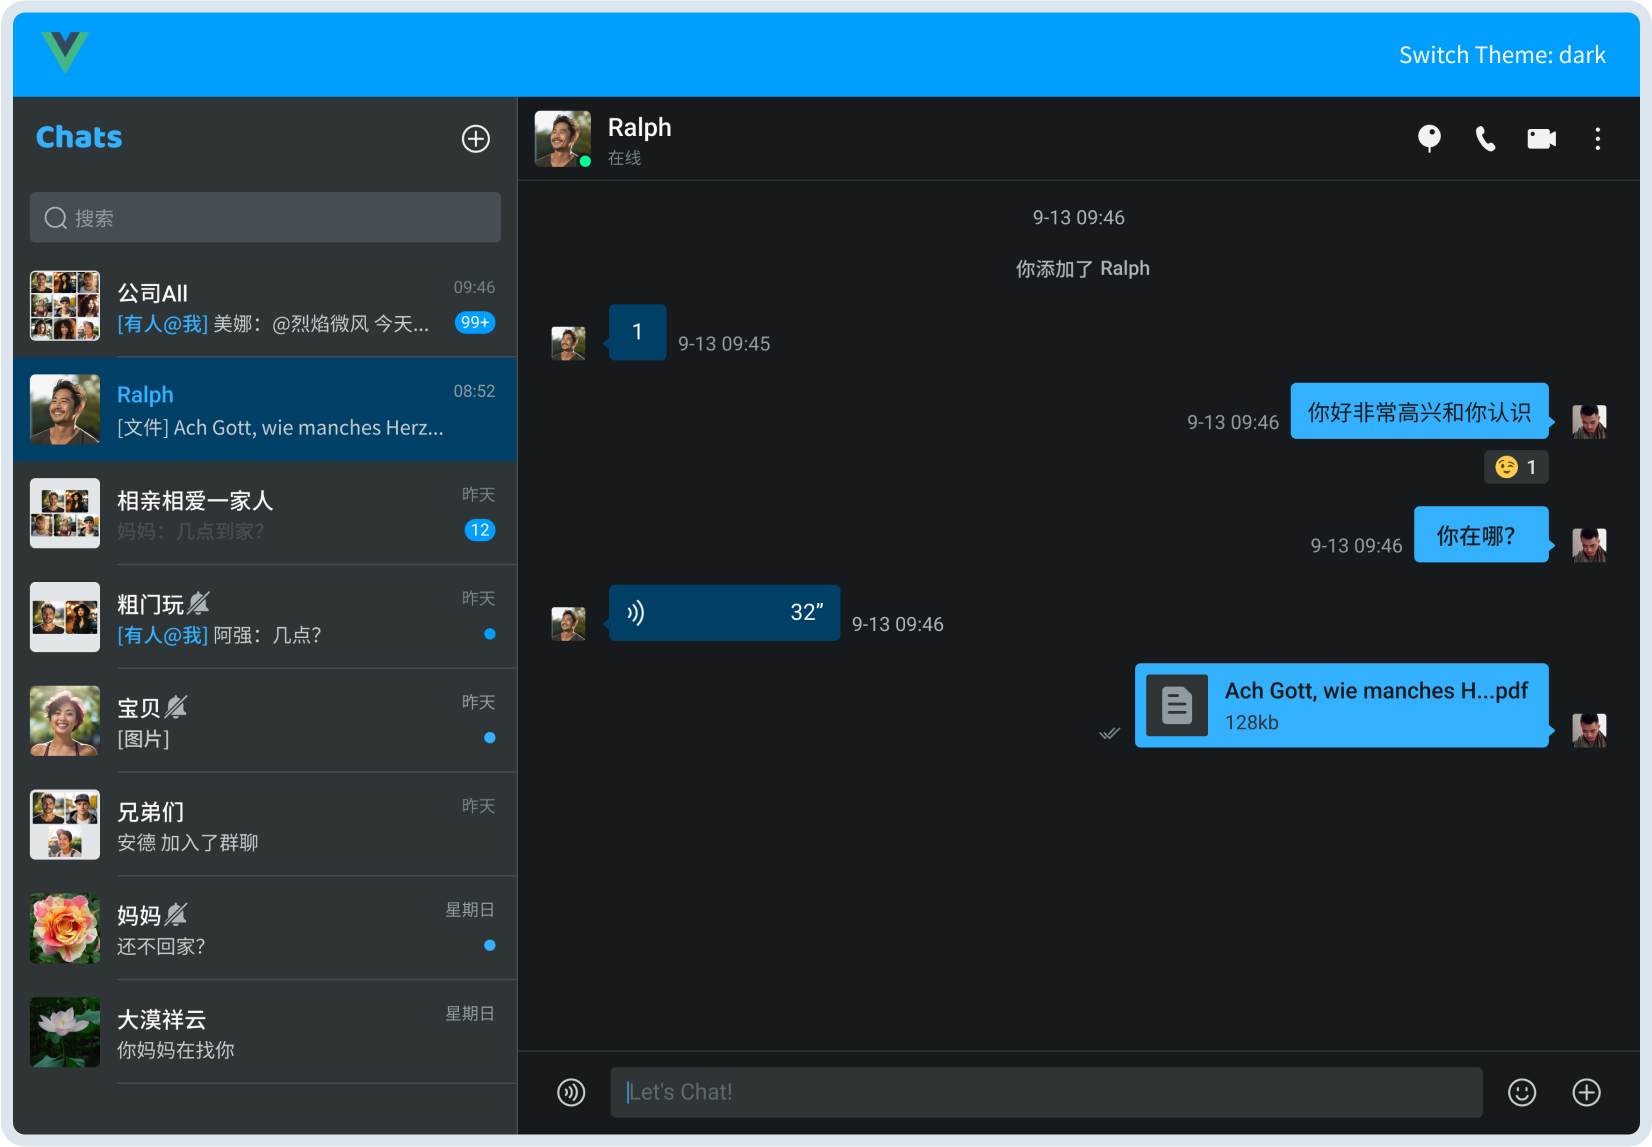 Switch Theme: dark
Chats
搜索
公司All
09:46
[有人@我] 美娜：@烈焰微风 今天...
99+
Ralph
08:52
[文件] Ach Gott, wie manches Herz...
相亲相爱一家人
昨天
妈妈：几点到家？
12
粗门玩
昨天
[有人@我] 阿强：几点？
宝贝
昨天
[图片]
兄弟们
昨天
安德 加入了群聊
妈妈
星期日
还不回家？
大漠祥云
星期日
你妈妈在找你
Ralph
在线
9-13 09:46
你添加了 Ralph
1
9-13 09:45
9-13 09:46
你好非常高兴和你认识
1
9-13 09:46
你在哪？
32”
9-13 09:46
Ach Gott, wie manches H...pdf
128kb
Let's Chat!